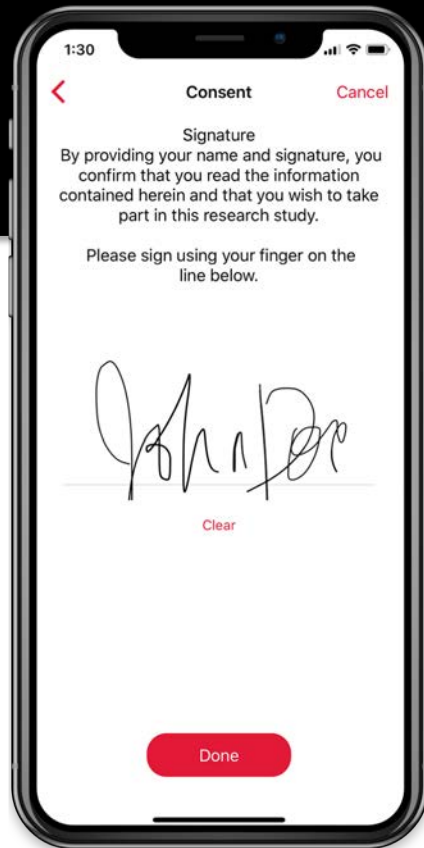 1:30
Consent Cancel
Signature
By providing your name and signature, you
confirm that you read the information
contained herein and that you wish to take
part in this research study.
Please sign using your finger on the
line below.
John Doe
Clear
Done